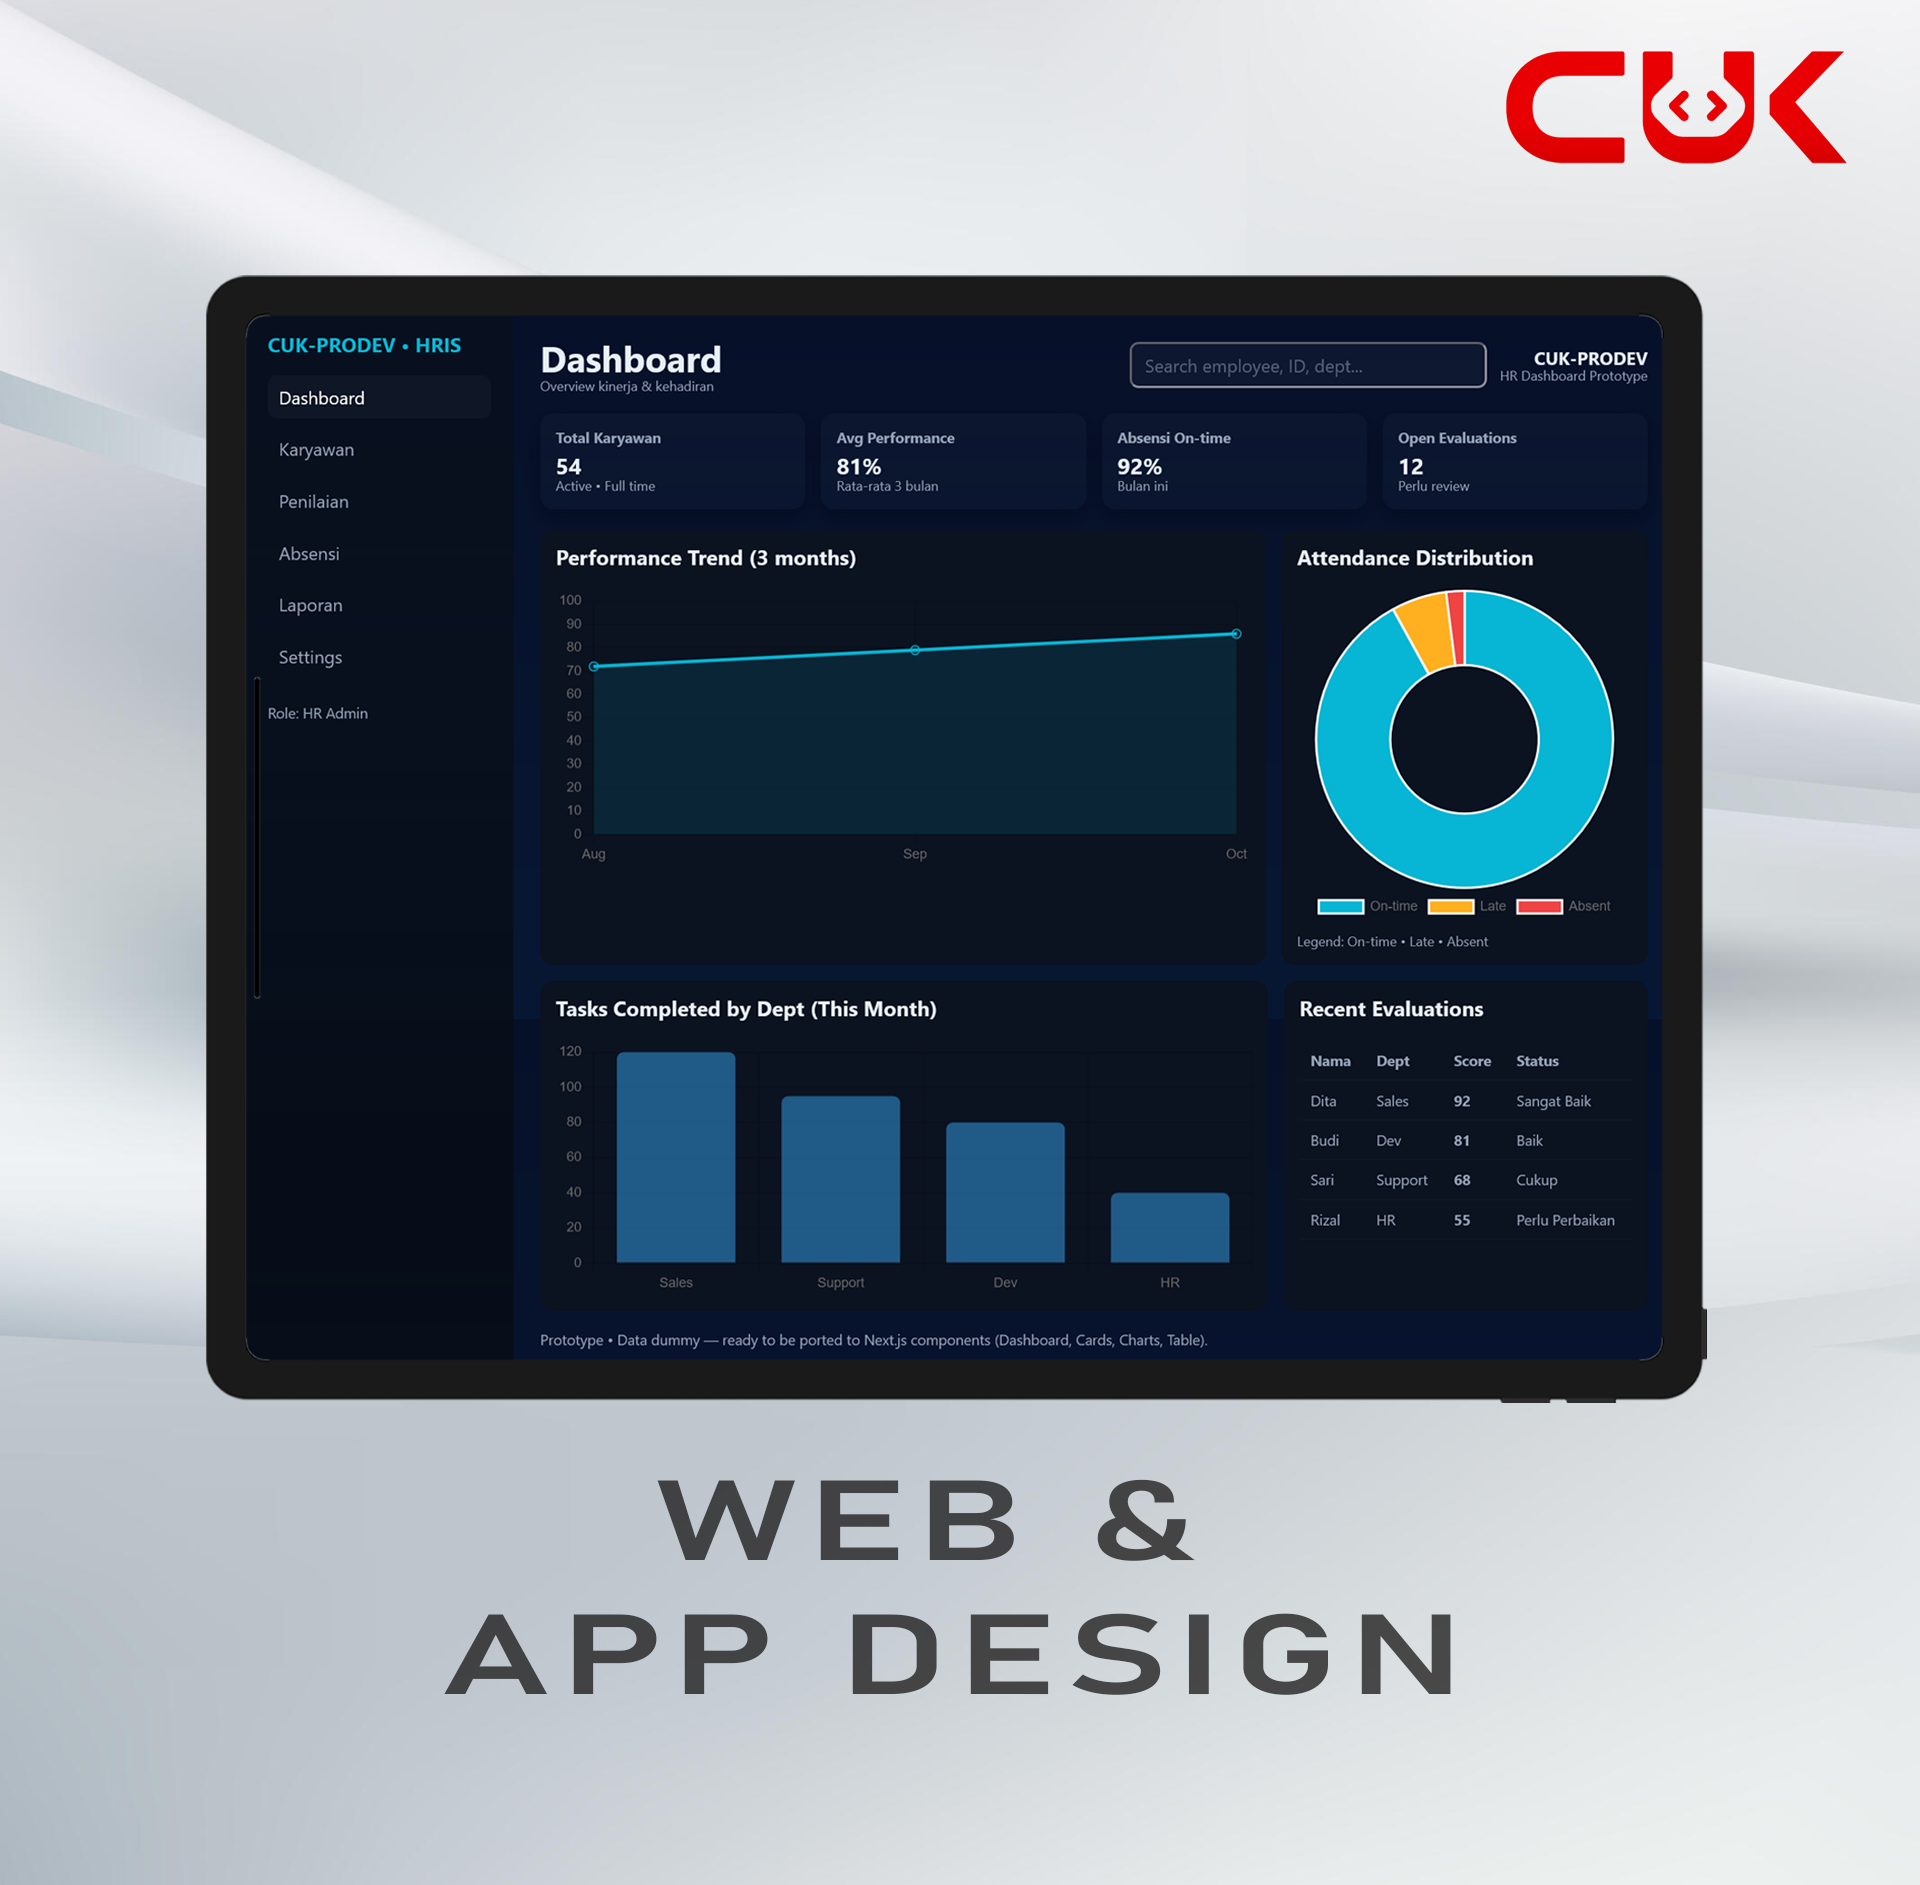 CUK
CUK-PRODEV • HRIS
Dashboard
Karyawan
Penilaian
Absensi
Laporan
Settings
Role: HR Admin
Dashboard
Overview kinerja & kehadiran
Search employee, ID, dept...
CUK-PRODEV
HR Dashboard Prototype
Total Karyawan
54
Active • Full time
Avg Performance
81%
Rata-rata 3 bulan
Absensi On-time
92%
Bulan ini
Open Evaluations
12
Perlu review
Performance Trend (3 months)
100
90
80
70
60
50
40
30
20
10
0
Aug Sep Oct
Attendance Distribution
On-time Late Absent
Legend: On-time • Late • Absent
Tasks Completed by Dept (This Month)
120
100
80
60
40
20
0
Sales Support Dev HR
Recent Evaluations
Nama Dept Score Status
Dita Sales 92 Sangat Baik
Budi Dev 81 Baik
Sari Support 68 Cukup
Rizal HR 55 Perlu Perbaikan
Prototype • Data dummy — ready to be ported to Next.js components (Dashboard, Cards, Charts, Table).
WEB &
APP DESIGN